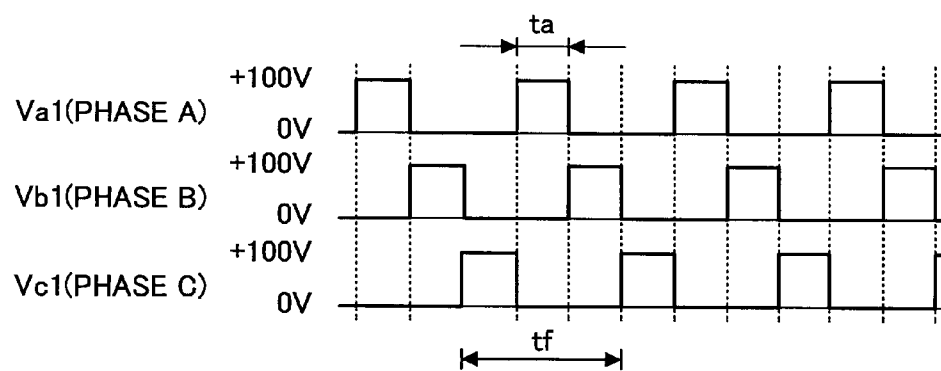 ta
+100V
Va1(PHASE A)
0V
+100V
Vb1(PHASE B)
0V
+100V
Vc1(PHASE C)
0V
tf